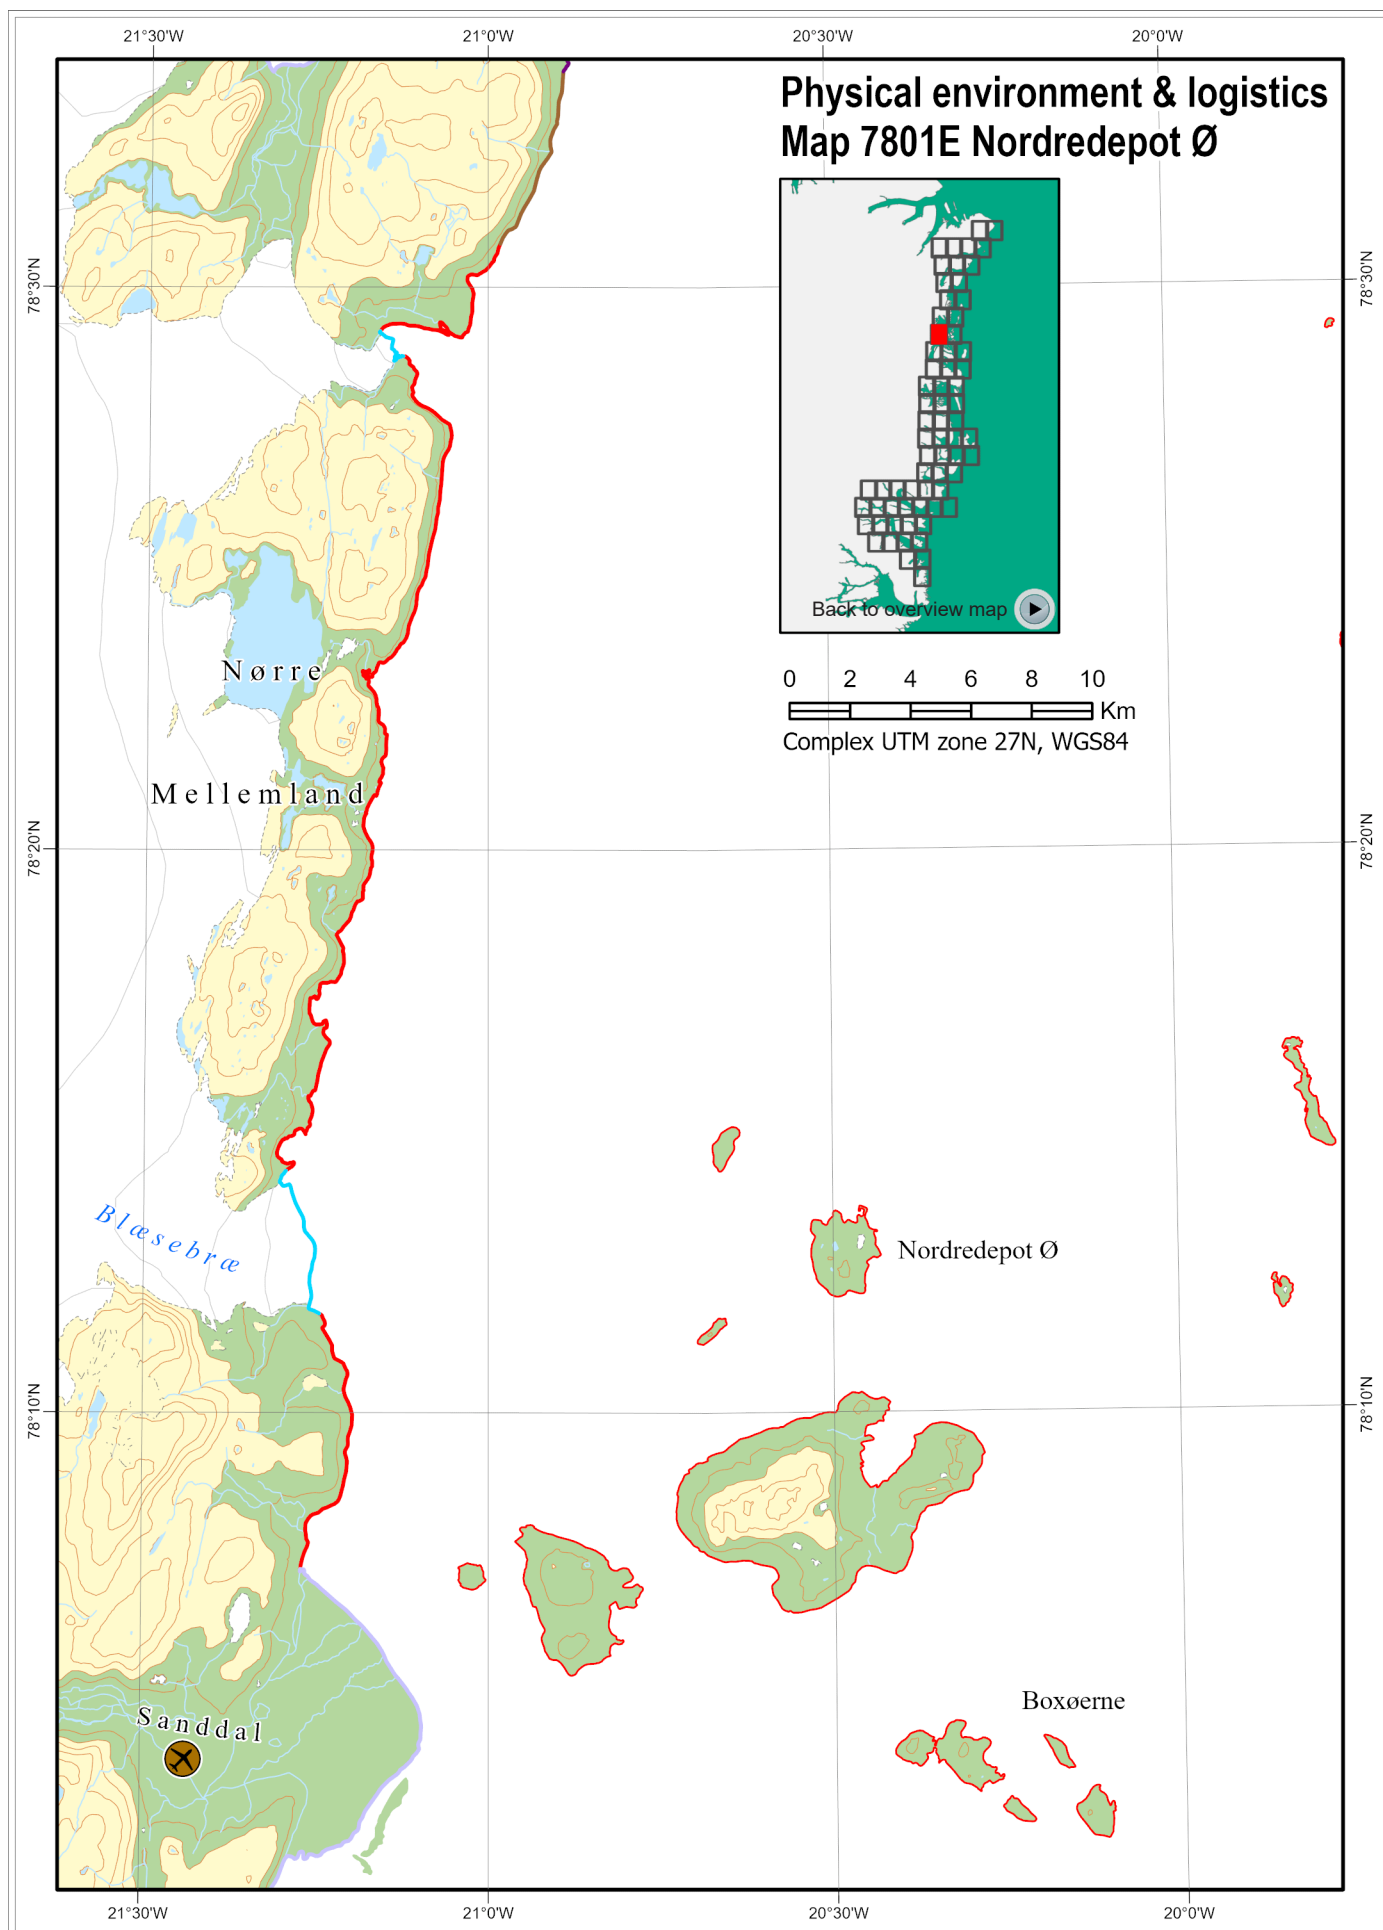 21°30'W 21°0'W 20°30'W 20°0'W
Physical environment & logistics
Map 7801E Nordredepot Ø
78°30'N
78°30'N
Back to overview map
0 2 4 6 8 10
Km
Complex UTM zone 27N, WGS84
Nørre
Mellemland
78°20'N
78°20'N
Blæsebræ
Nordredepot Ø
78°10'N
78°10'N
Boxøerne
Sanddal
21°30'W 21°0'W 20°30'W 20°0'W